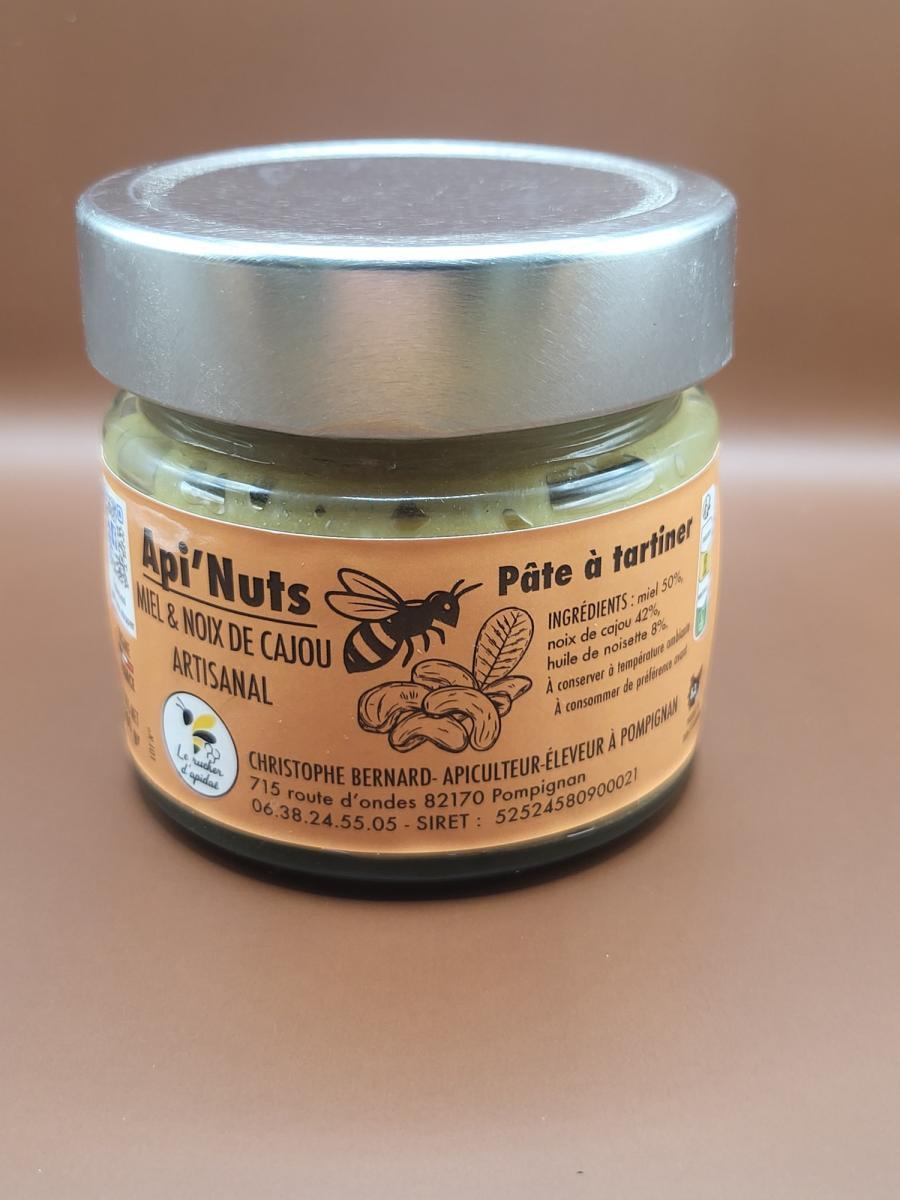 Api'Nuts
MIEL & NOIX DE CAJOU
ARTISANAL
Le rucher
d'apidae
Pâte à tartiner
INGRÉDIENTS : miel 50%,
noix de cajou 42%,
huile de noisette 8%.
À conserver à température ambiante
À consommer de préférence avant
CHRISTOPHE BERNARD- APICULTEUR-ÉLEVEUR À POMPIGNAN
715 route d'ondes 82170 Pompignan
06.38.24.55.05 - SIRET : 52524580900021